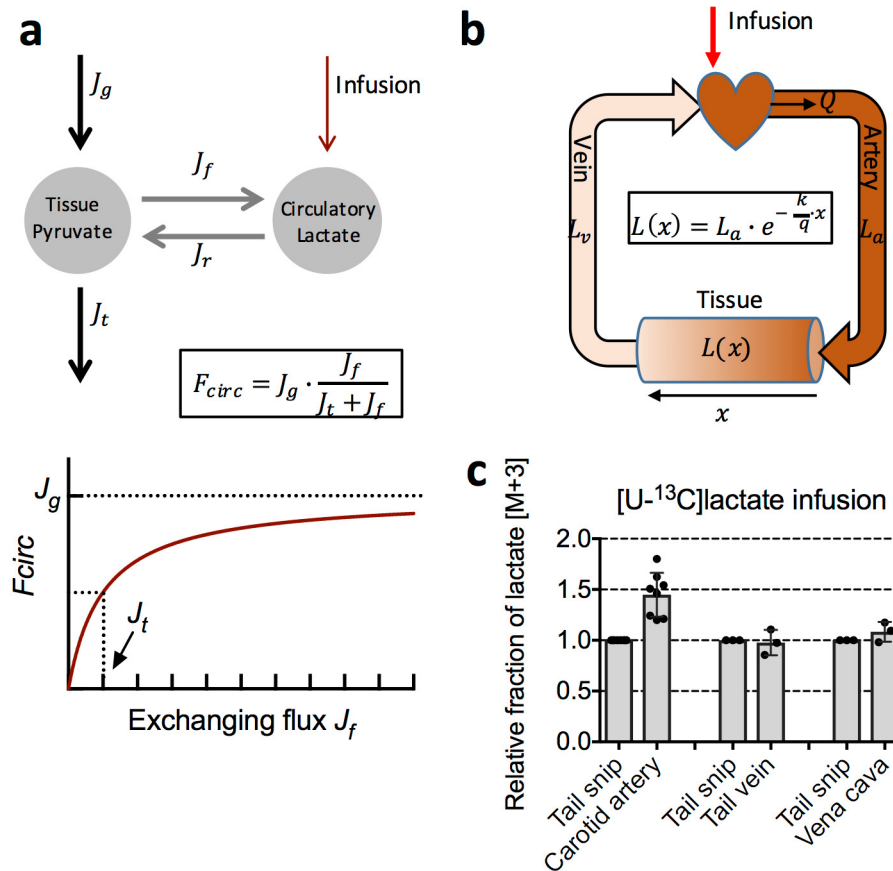 a
J_g
Infusion
J_f
Tissue
Pyruvate
Circulatory
Lactate
J_r
J_t
F_circ = J_g · J_f / (J_t + J_f)
J_g
Fcirc
J_t
Exchanging flux J_f
b
Infusion
Q
Vein
Artery
L(x) = L_a · e^(- k/q · x)
L_v
L_a
Tissue
L(x)
x
c
[U-¹³C]lactate infusion
Relative fraction of lactate [M+3]
2.0
1.5
1.0
0.5
0.0
Tail snip
Carotid artery
Tail snip
Tail vein
Tail snip
Vena cava